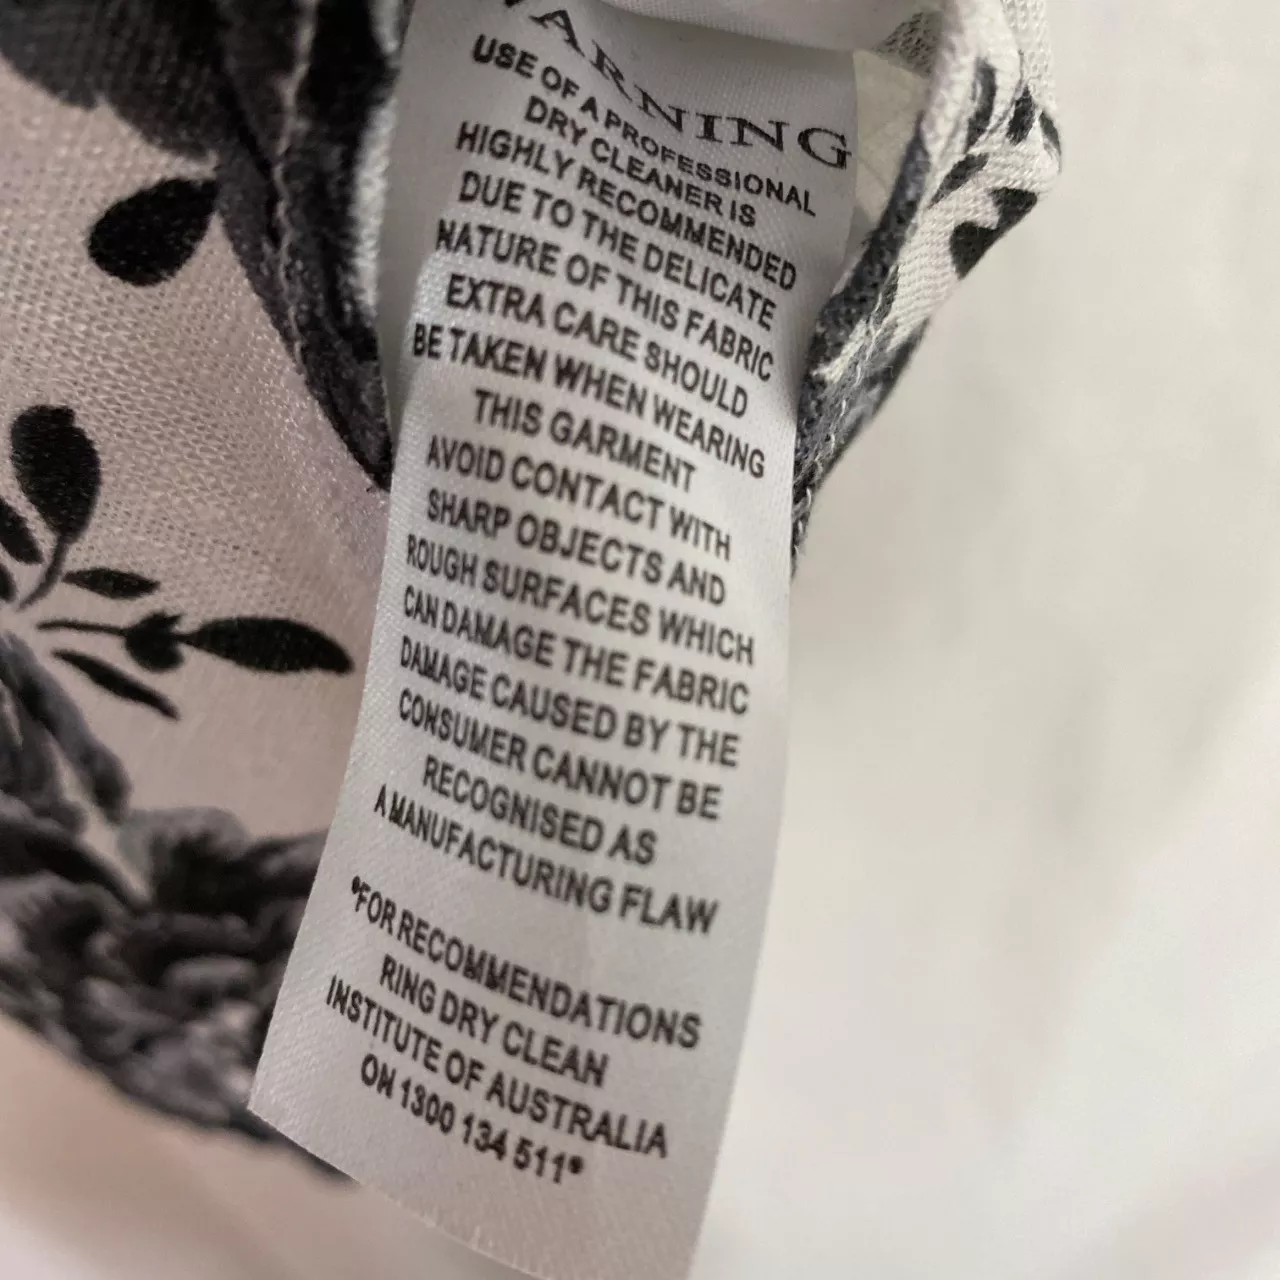 WARNING
USE OF A PROFESSIONAL
DRY CLEANER IS
HIGHLY RECOMMENDED
DUE TO THE DELICATE
NATURE OF THIS FABRIC
EXTRA CARE SHOULD
BE TAKEN WHEN WEARING
THIS GARMENT
AVOID CONTACT WITH
SHARP OBJECTS AND
ROUGH SURFACES WHICH
CAN DAMAGE THE FABRIC
DAMAGE CAUSED BY THE
CONSUMER CANNOT BE
RECOGNISED AS
A MANUFACTURING FLAW
*FOR RECOMMENDATIONS
RING DRY CLEAN
INSTITUTE OF AUSTRALIA
ON 1300 134 511*